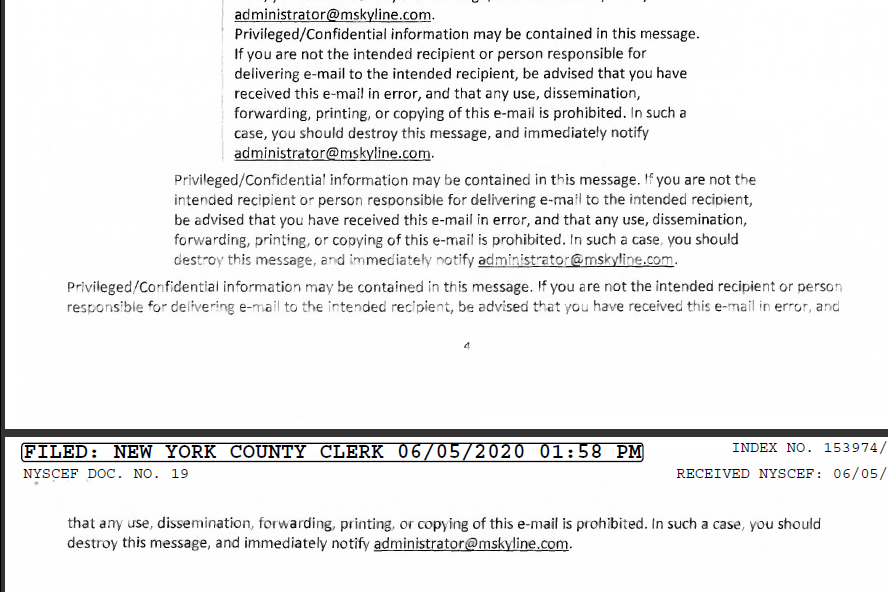 administrator@mskyline.com.
Privileged/Confidential information may be contained in this message.
If you are not the intended recipient or person responsible for
delivering e-mail to the intended recipient, be advised that you have
received this e-mail in error, and that any use, dissemination,
forwarding, printing, or copying of this e-mail is prohibited. In such a
case, you should destroy this message, and immediately notify
administrator@mskyline.com.
Privileged/Confidential information may be contained in this message. If you are not the
intended recipient or person responsible for delivering e-mail to the intended recipient,
be advised that you have received this e-mail in error, and that any use, dissemination,
forwarding, printing, or copying of this e-mail is prohibited. In such a case, you should
destroy this message, and immediately notify administrator@mskyline.com.
Privileged/Confidential information may be contained in this message. If you are not the intended recipient or person
responsible for delivering e-mail to the intended recipient, be advised that you have received this e-mail in error, and
4
FILED: NEW YORK COUNTY CLERK 06/05/2020 01:58 PM
INDEX NO. 153974/
NYSCEF DOC. NO. 19
RECEIVED NYSCEF: 06/05/
that any use, dissemination, forwarding, printing, or copying of this e-mail is prohibited. In such a case, you should
destroy this message, and immediately notify administrator@mskyline.com.